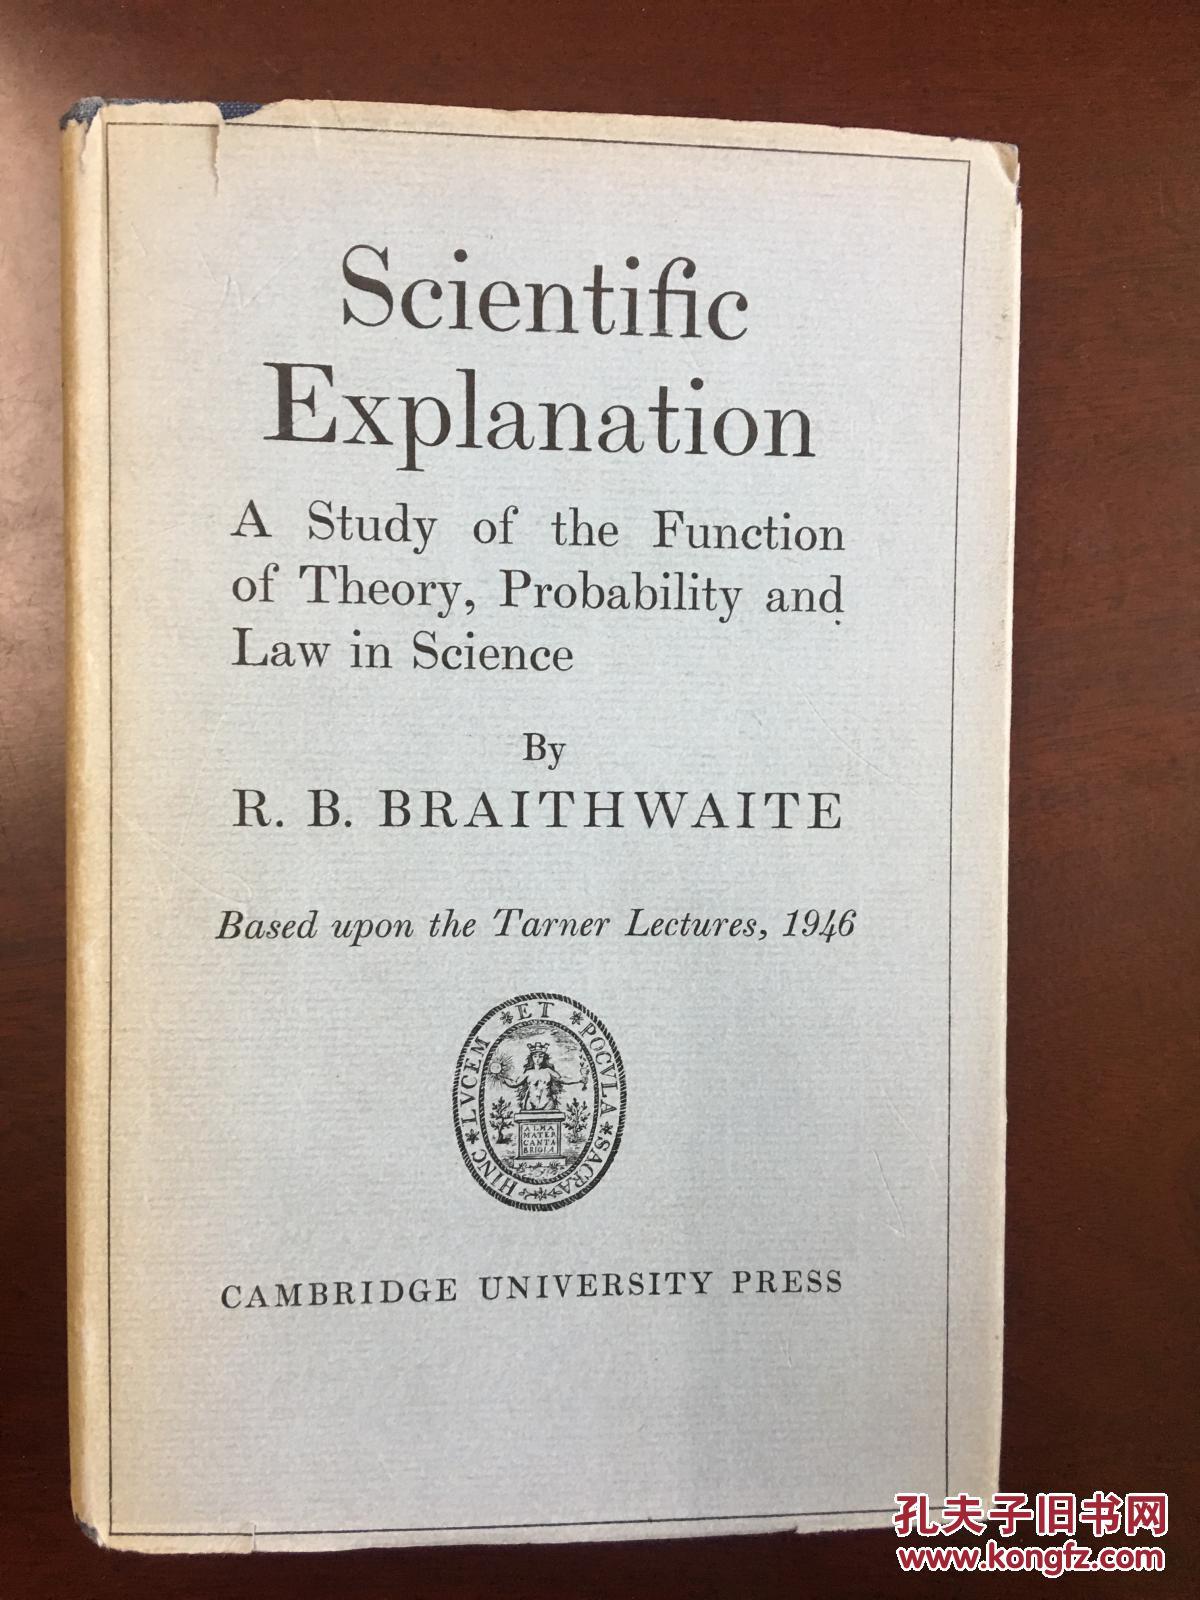 Scientific
Explanation
A Study of the Function
of Theory, Probability and
Law in Science
By
R. B. BRAITHWAITE
Based upon the Tarner Lectures, 1946
HINC * LVCEM * ET * POCVLA * SACRA
ALMA
MATER
CANTA
BRIGIA
CAMBRIDGE UNIVERSITY PRESS
孔夫子旧书网
www.kongfz.com